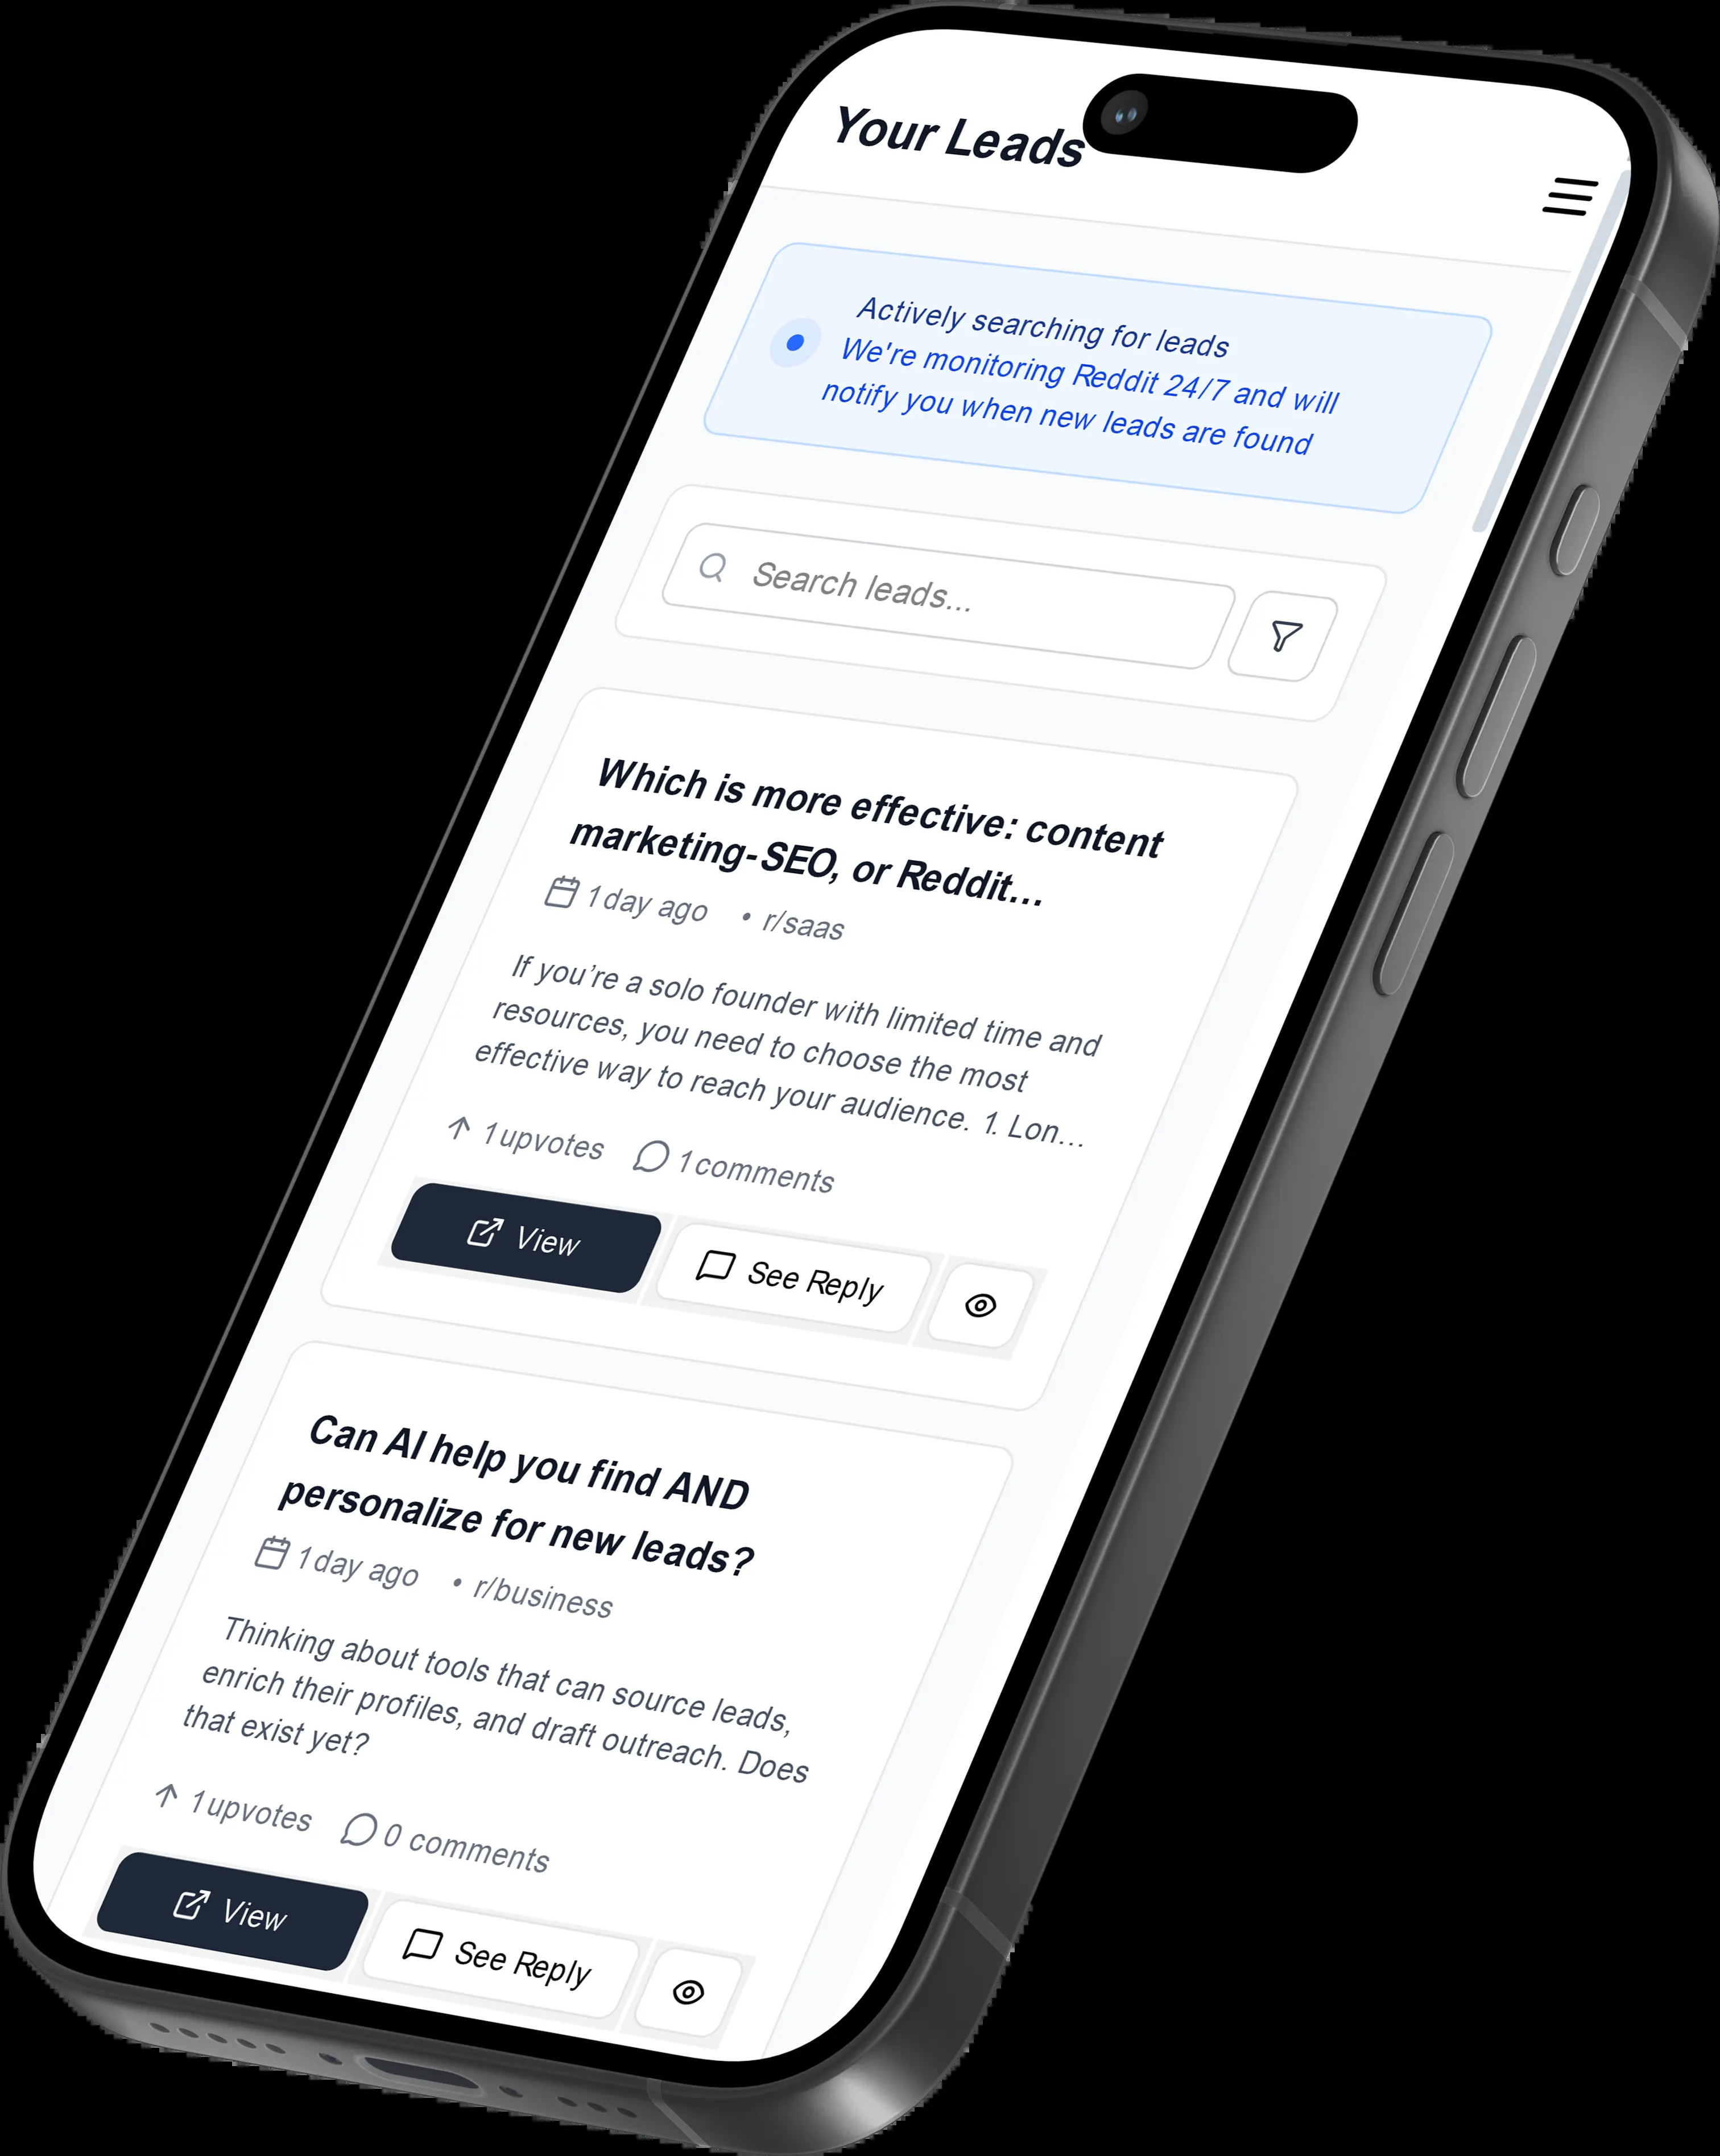 Your Leads
Actively searching for leads
We're monitoring Reddit 24/7 and will
notify you when new leads are found
Search leads...
Which is more effective: content
marketing-SEO, or Reddit...
1 day ago • r/saas
If you’re a solo founder with limited time and
resources, you need to choose the most
effective way to reach your audience. 1. Lon...
1 upvotes 1 comments
View See Reply
Can AI help you find AND
personalize for new leads?
1 day ago • r/business
Thinking about tools that can source leads,
enrich their profiles, and draft outreach. Does
that exist yet?
1 upvotes 0 comments
View See Reply